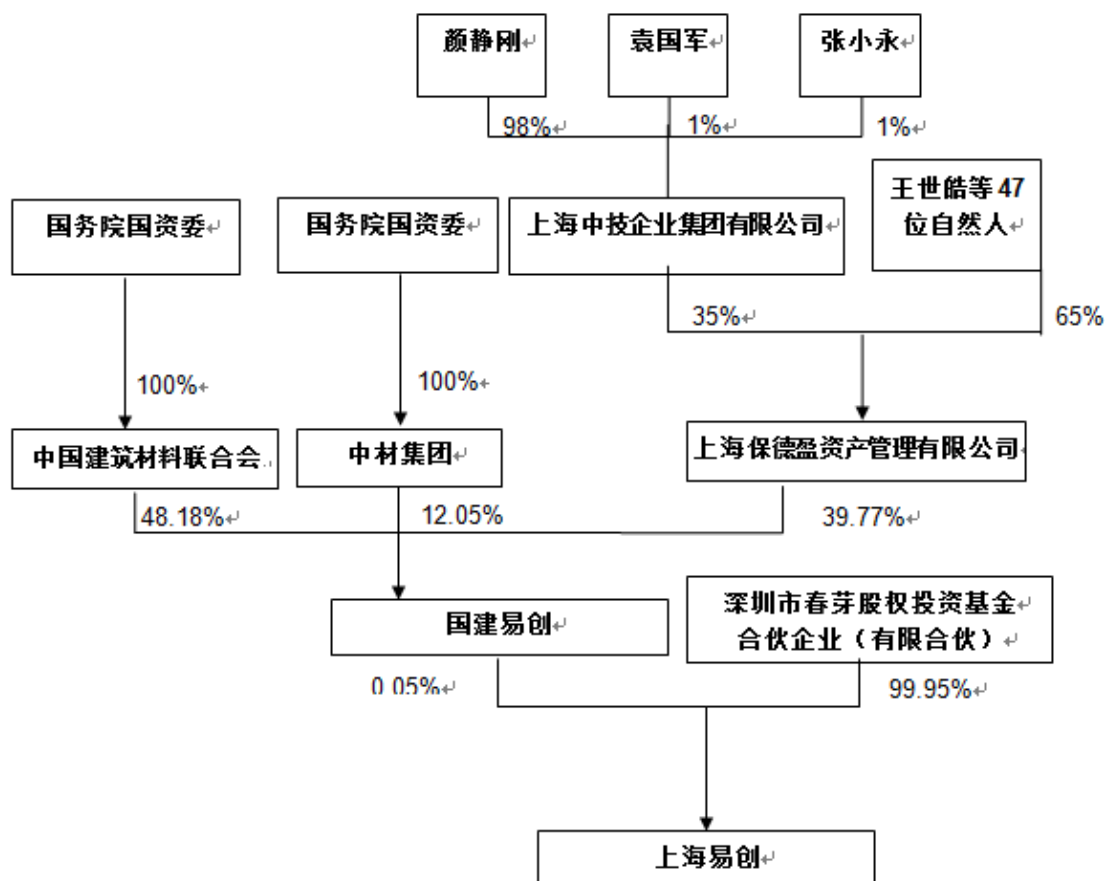 颜静刚
袁国军
张小永
98%
1%
1%
王世皓等 47
位自然人
国务院国资委
国务院国资委
上海中技企业集团有限公司
35%
65%
100%
100%
中国建筑材料联合会
中材集团
上海保德盈资产管理有限公司
48.18%
12.05%
39.77%
国建易创
深圳市春芽股权投资基金
合伙企业（有限合伙）
0.05%
99.95%
上海易创